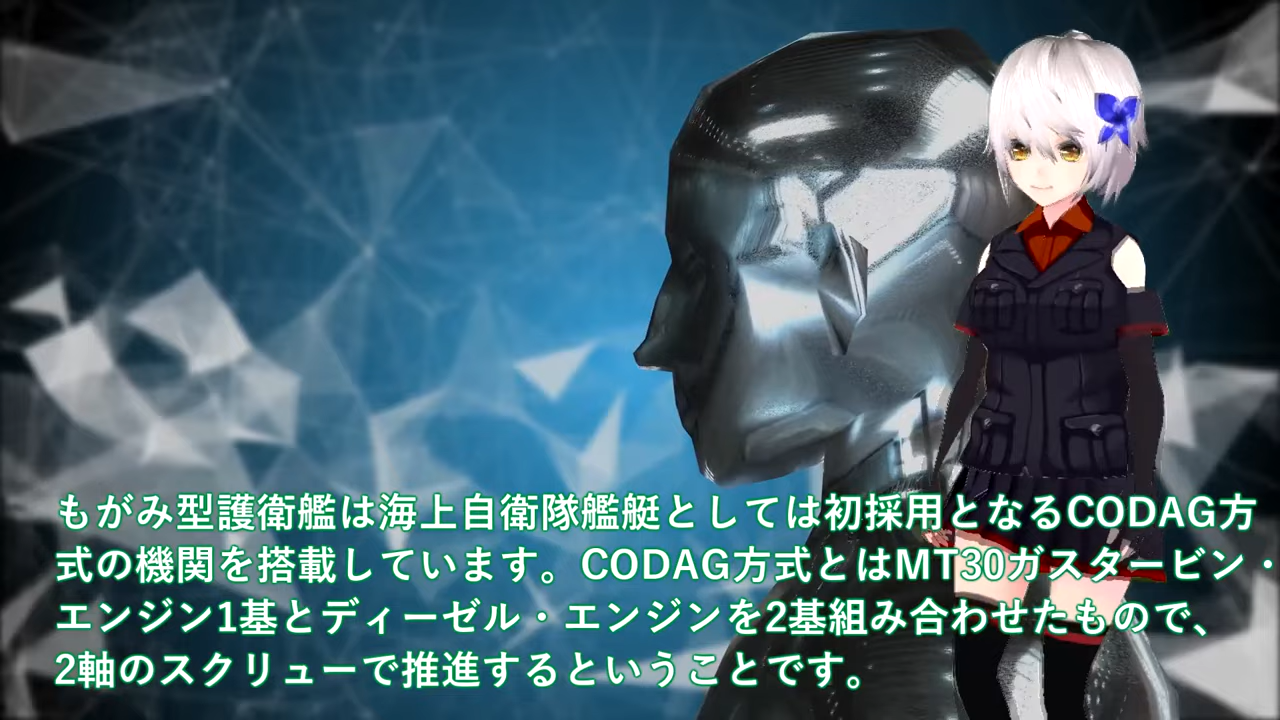 もがみ型護衛艦は海上自衛隊艦艇としては初採用となるCODAG方
式の機関を搭載しています。CODAG方式とはMT30ガスタービン・
エンジン1基とディーゼル・エンジンを2基組み合わせたもので、
2軸のスクリューで推進するということです。